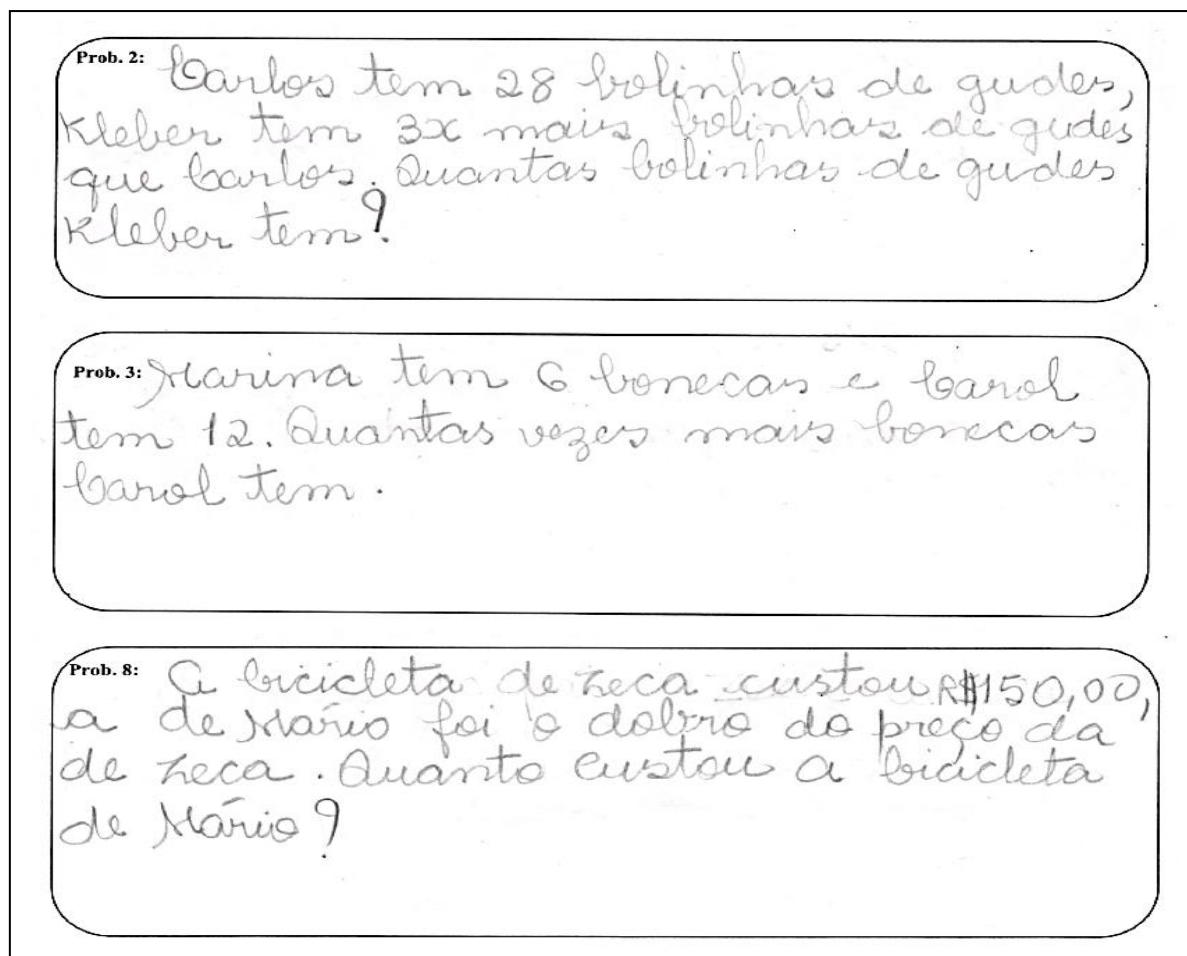 Prob. 2: Carlos tem 28 bolinhas de gudes,
Kleber tem 3x mais bolinhas de gudes
que Carlos. Quantas bolinhas de gudes
Kleber tem?
Prob. 3: Marina tem 6 bonecas e Carol
tem 12. Quantas vezes mais bonecas
Carol tem.
Prob. 8: A bicicleta de Zeca custou R$150,00,
a de Mário foi o dobro do preço da
de Zeca. Quanto custou a bicicleta
de Mário?